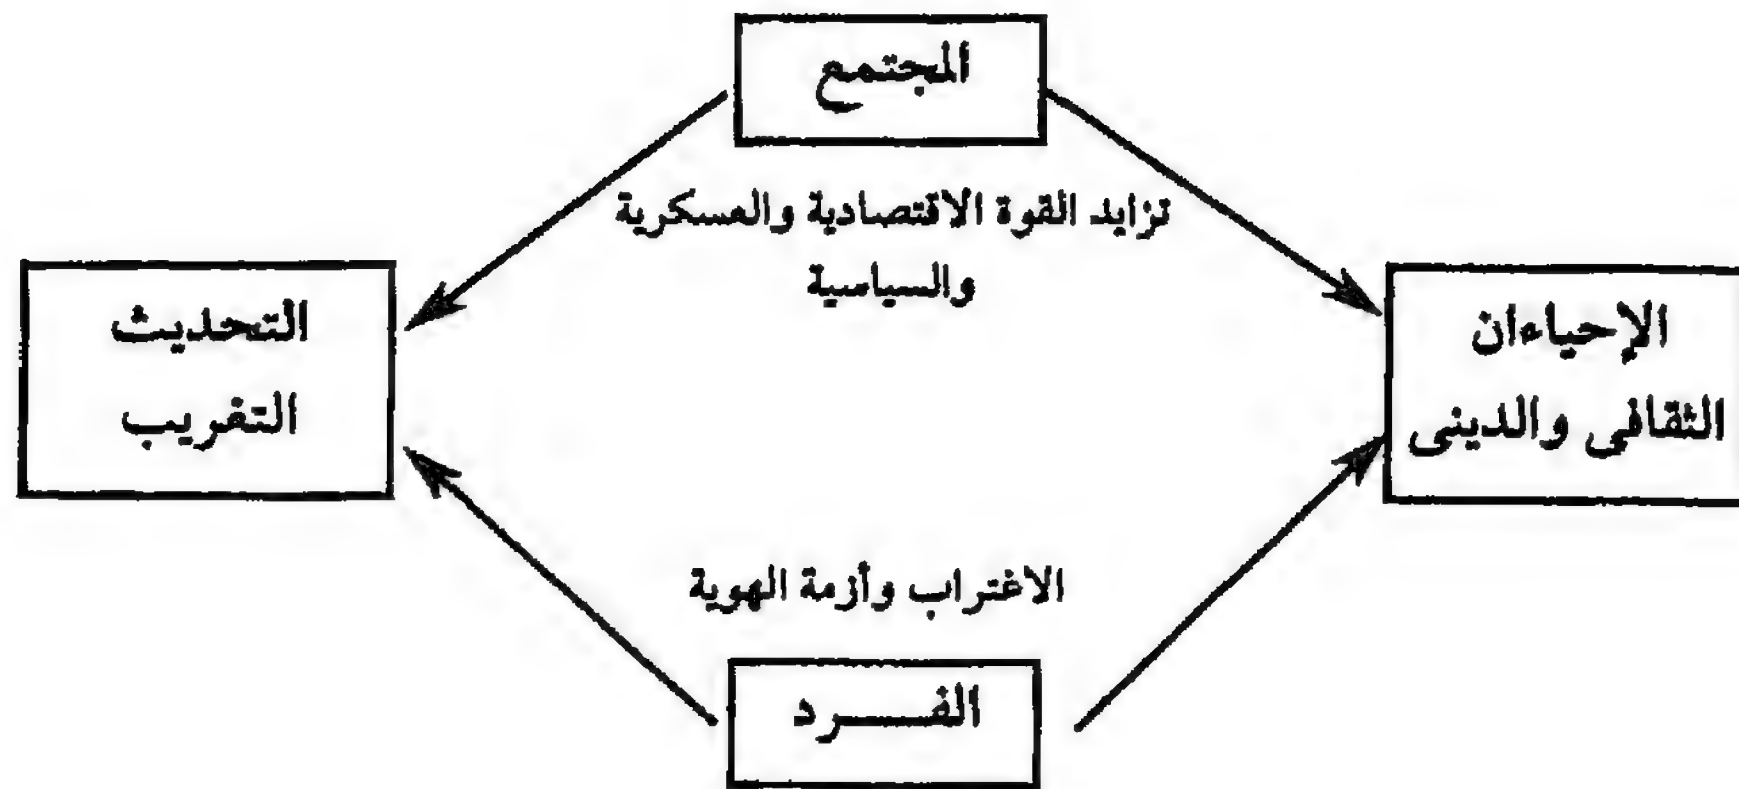 المجتمع
تزايد القوة الاقتصادية والعسكرية
والسياسية
الإحياءان
الثقافى والدينى
التحديث
التغريب
الاغتراب وأزمة الهوية
الفـــــرد